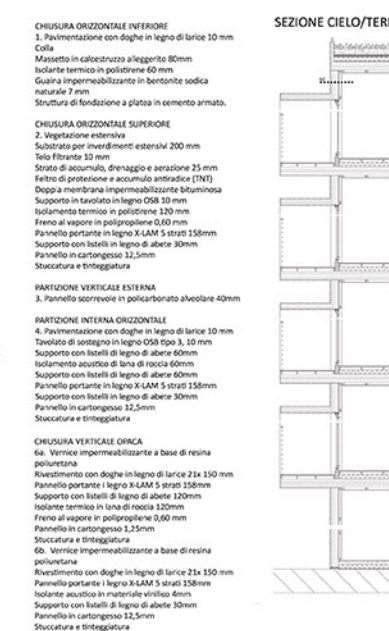 CHIUSURA ORIZZONTALE INFERIORE
1. Pavimentazione con doghe in legno di larice 10 mm
Colla
Massetto in calcestruzzo alleggerito 80mm
Isolante termico in polistirene 60 mm
Guaina impermeabilizzante in bentonite sodica
naturale 7 mm
Struttura di fondazione a platea in cemento armato.
CHIUSURA ORIZZONTALE SUPERIORE
2. Vegetazione estensiva
Substrato per inverdimenti estensivi 200 mm
Telo filtrante 10 mm
Strato di accumulo, drenaggio e aerazione 25 mm
Feltro di protezione e accumulo antiradice (TNT)
Doppia membrana impermeabilizzante bituminosa
Supporto in tavolato in legno OSB 10 mm
Isolamento termico in polistirene 120 mm
Freno al vapore in polipropilene 0,60 mm
Pannello portante in legno X-LAM 5 strati 158mm
Supporto con listelli in legno di abete 30mm
Pannello in cartongesso 12,5mm
Stuccatura e tinteggiatura
PARTIZIONE VERTICALE ESTERNA
3. Pannello scorrevole in policarbonato alveolare 40mm
PARTIZIONE INTERNA ORIZZONTALE
4. Pavimentazione con doghe in legno di larice 10 mm
Tavolato di sostegno in legno OSB tipo 3, 10 mm
Supporto con listelli in legno di abete 60mm
Isolamento acustico di lana di roccia 60mm
Supporto con listelli in legno di abete 60mm
Pannello portante in legno X-LAM 5 strati 158mm
Supporto con listelli in legno di abete 30mm
Pannello in cartongesso 12,5mm
Stuccatura e tinteggiatura
CHIUSURA VERTICALE OPACA
6a. Vernice impermeabilizzante a base di resina
poliuretana
Rivestimento con doghe in legno di larice 21x 150 mm
Pannello portante i legno X-LAM 5 strati 158mm
Supporto con listelli di legno di abete 120mm
Isolante termico in lana di roccia 120mm
Freno al vapore in polipropilene 0,60 mm
Pannello in cartongesso 1,25mm
Stuccatura e tinteggiatura
6b. Vernice impermeabilizzante a base di resina
poliuretana
Rivestimento con doghe in legno di larice 21x 150 mm
Pannello portante i legno X-LAM 5 strati 158mm
Isolante acustico in materiale vinilico 4mm
Supporto con listelli di legno di abete 30mm
Pannello in cartongesso 12,5mm
Stuccatura e tinteggiatura
SEZIONE CIELO/TERR